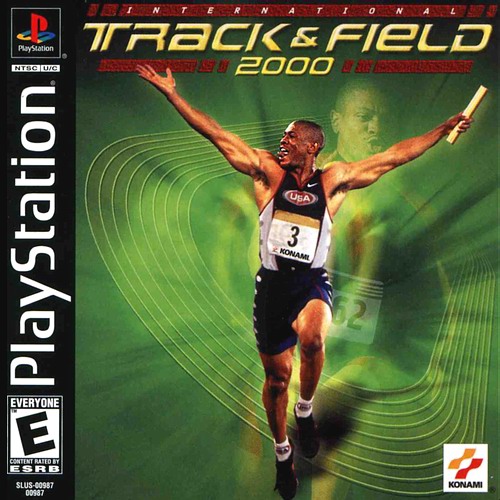 INTERNATIONAL
TRACK & FIELD
2000
PlayStation
NTSC U/C
PlayStation
USA
3
KONAMI
62
EVERYONE
E
CONTENT RATED BY
ESRB
SLUS-00987
00987
KONAMI